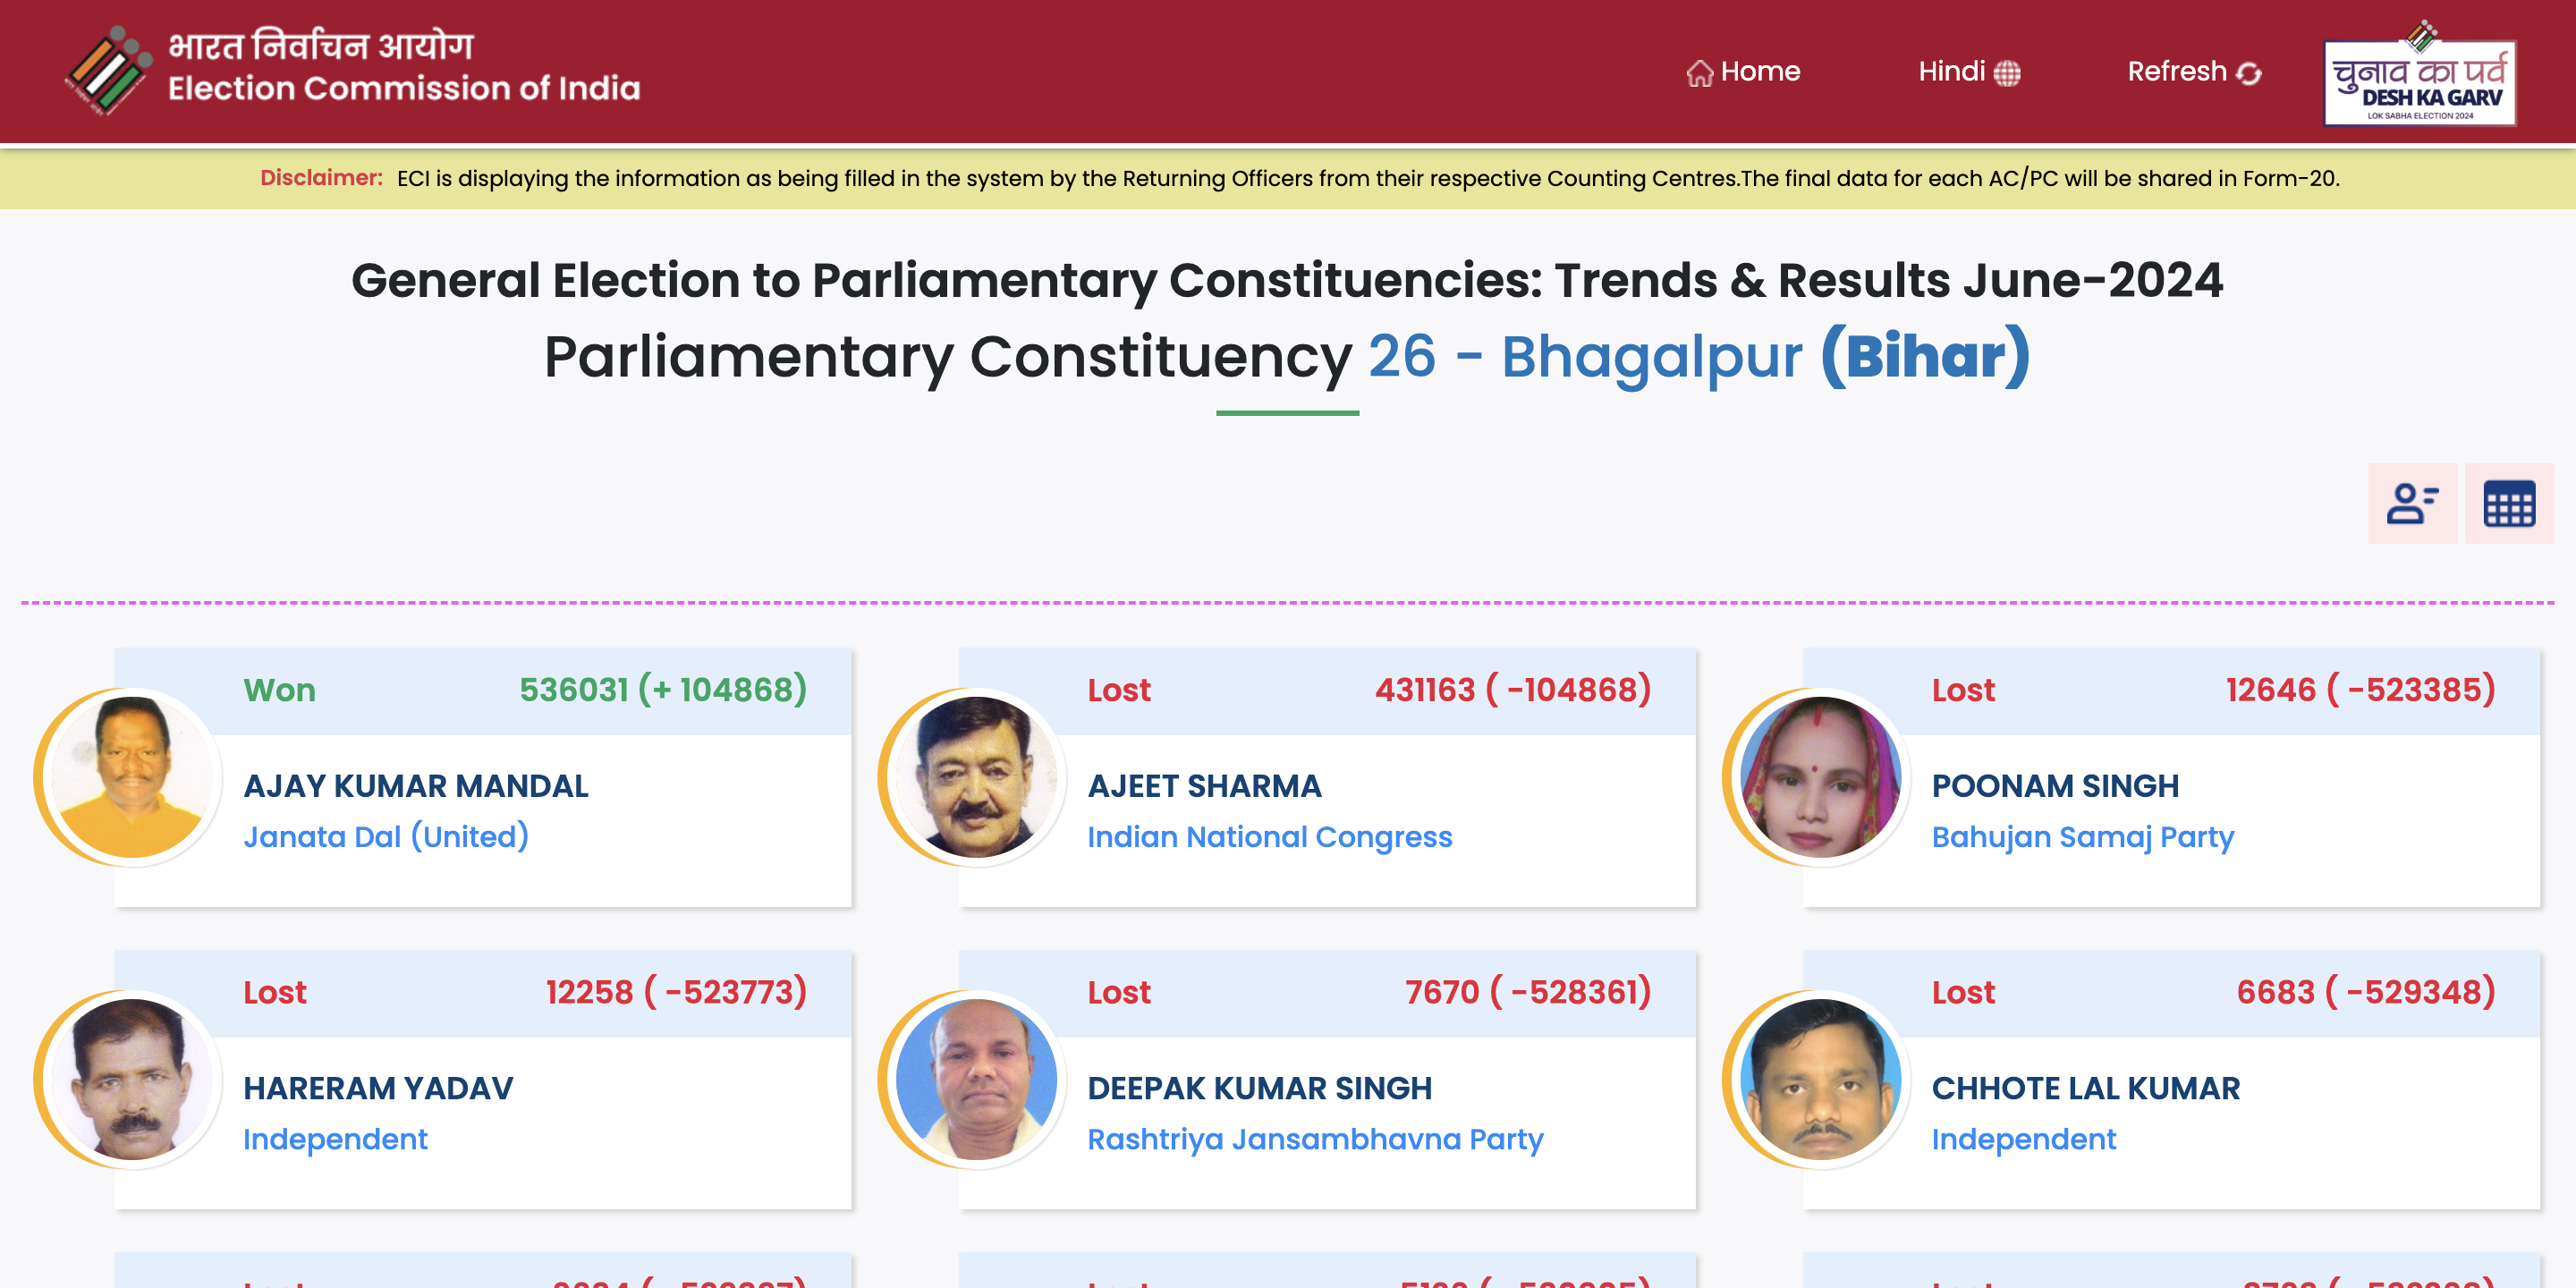 भारत निर्वाचन आयोग
Election Commission of India
Home
Hindi
Refresh
चुनाव का पर्व
DESH KA GARV
LOK SABHA ELECTION 2024
Disclaimer: ECI is displaying the information as being filled in the system by the Returning Officers from their respective Counting Centres.The final data for each AC/PC will be shared in Form-20.
General Election to Parliamentary Constituencies: Trends & Results June-2024
Parliamentary Constituency 26 - Bhagalpur (Bihar)
Won 536031 (+ 104868)
AJAY KUMAR MANDAL
Janata Dal (United)
Lost 431163 ( -104868)
AJEET SHARMA
Indian National Congress
Lost 12646 ( -523385)
POONAM SINGH
Bahujan Samaj Party
Lost 12258 ( -523773)
HARERAM YADAV
Independent
Lost 7670 ( -528361)
DEEPAK KUMAR SINGH
Rashtriya Jansambhavna Party
Lost 6683 ( -529348)
CHHOTE LAL KUMAR
Independent